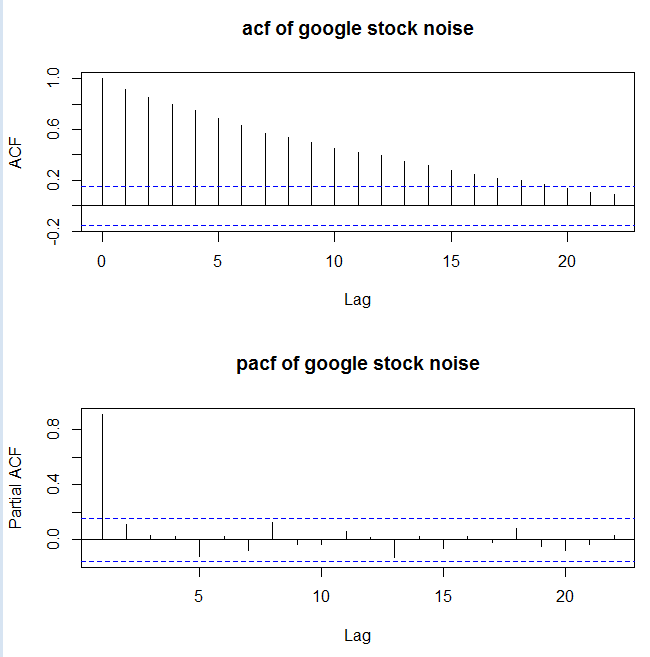 acf of google stock noise
1.0
0.6
0.2
-0.2
ACF
0 5 10 15 20
Lag
pacf of google stock noise
0.8
0.4
0.0
Partial ACF
5 10 15 20
Lag